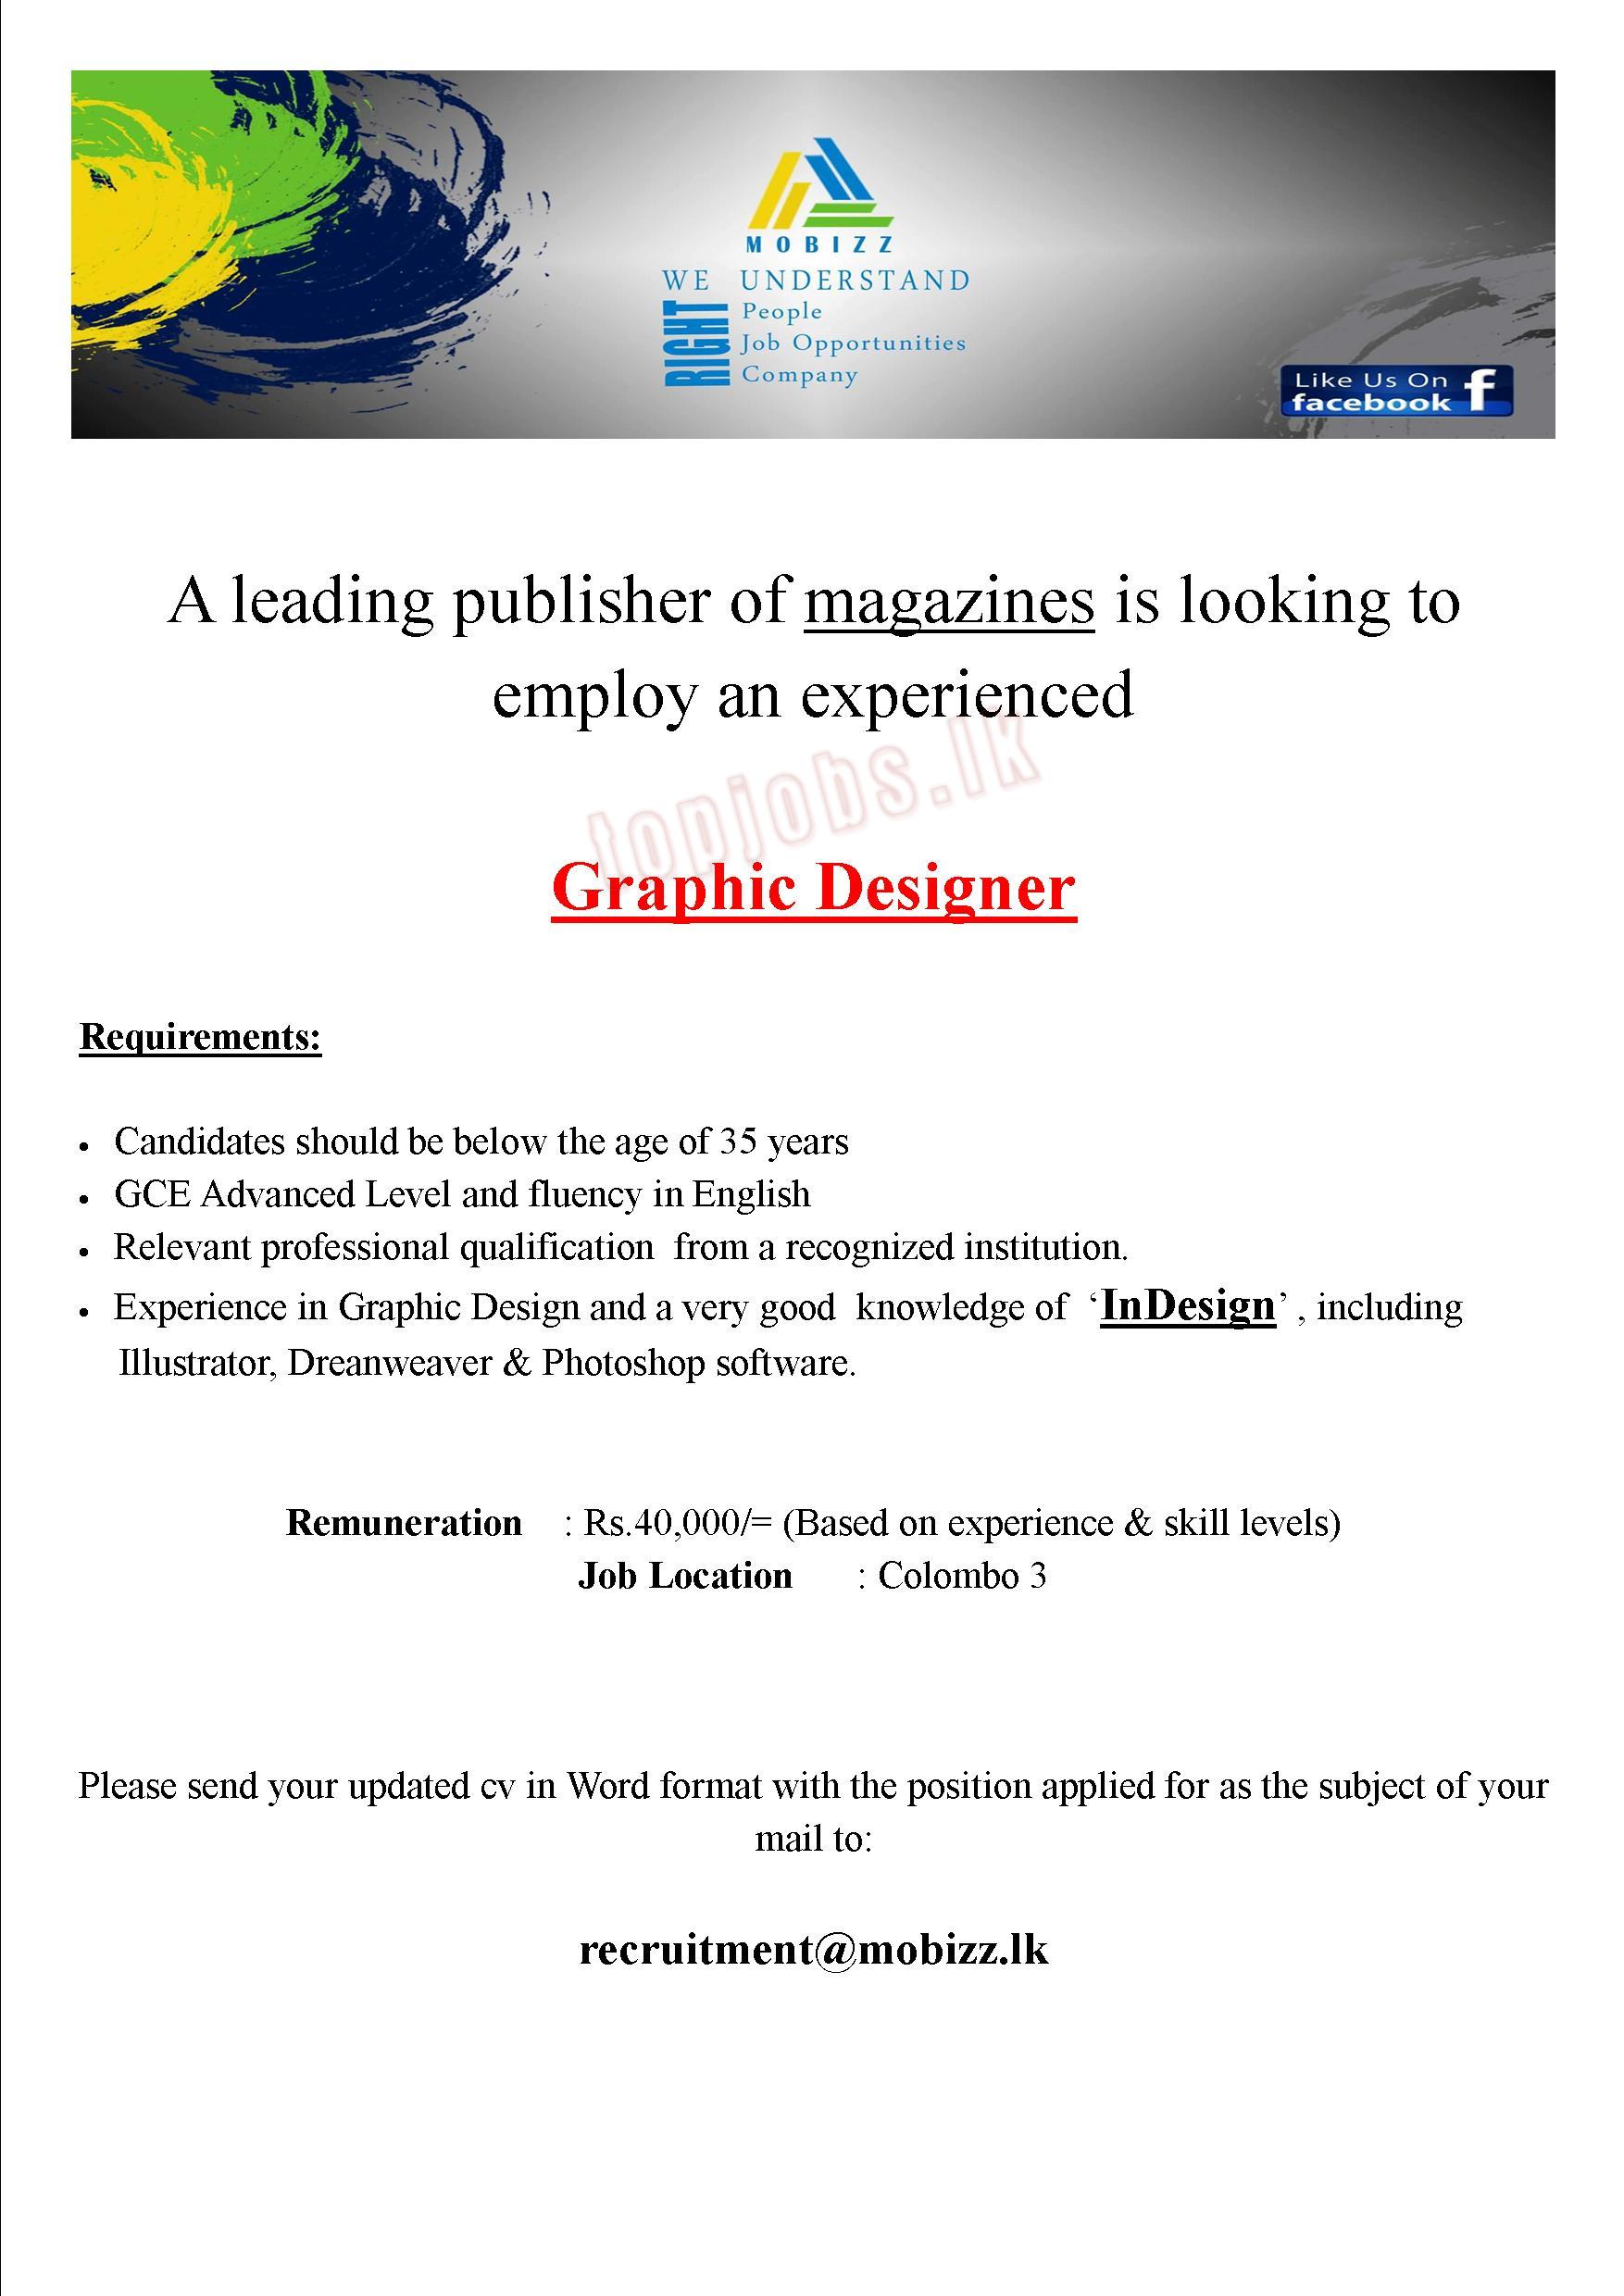 MOBIZZ
WE UNDERSTAND
RIGHT
People
Job Opportunities
Company
Like Us On
facebook f
A leading publisher of magazines is looking to
employ an experienced
topjobs.lk
Graphic Designer
Requirements:
• Candidates should be below the age of 35 years
• GCE Advanced Level and fluency in English
• Relevant professional qualification from a recognized institution.
• Experience in Graphic Design and a very good knowledge of ‘InDesign’ , including
Illustrator, Dreanweaver & Photoshop software.
Remuneration : Rs.40,000/= (Based on experience & skill levels)
Job Location : Colombo 3
Please send your updated cv in Word format with the position applied for as the subject of your
mail to:
recruitment@mobizz.lk